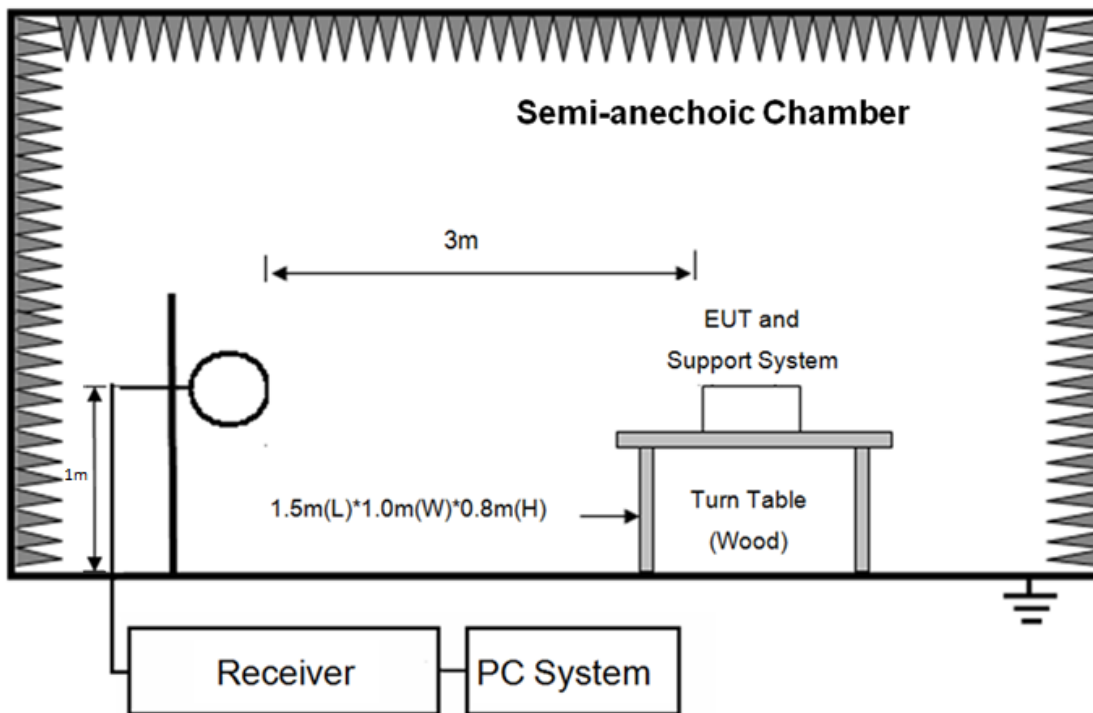 Semi-anechoic Chamber
3m
EUT and
Support System
1m
1.5m(L)*1.0m(W)*0.8m(H)
Turn Table
(Wood)
Receiver
PC System